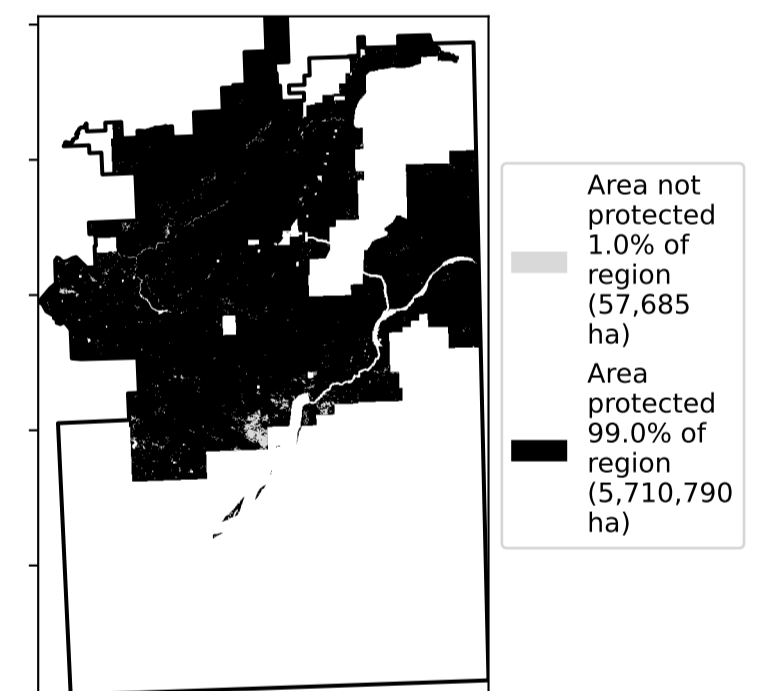 Area not
protected
1.0% of
region
(57,685
ha)
Area
protected
99.0% of
region
(5,710,790
ha)